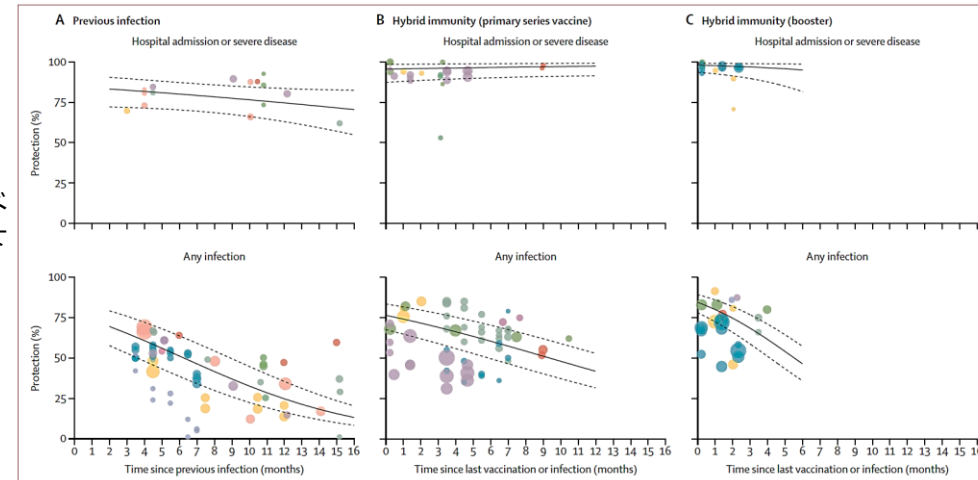 A Previous infection
B Hybrid immunity (primary series vaccine)
C Hybrid immunity (booster)
Hospital admission or severe disease
Hospital admission or severe disease
Hospital admission or severe disease
Protection (%)
100
75
50
25
0
Any infection
Any infection
Any infection
Protection (%)
100
75
50
25
0
0 1 2 3 4 5 6 7 8 9 10 11 12 13 14 15 16
0 1 2 3 4 5 6 7 8 9 10 11 12 13 14 15 16
0 1 2 3 4 5 6 7 8 9 10 11 12 13 14 15 16
Time since previous infection (months)
Time since last vaccination or infection (months)
Time since last vaccination or infection (months)